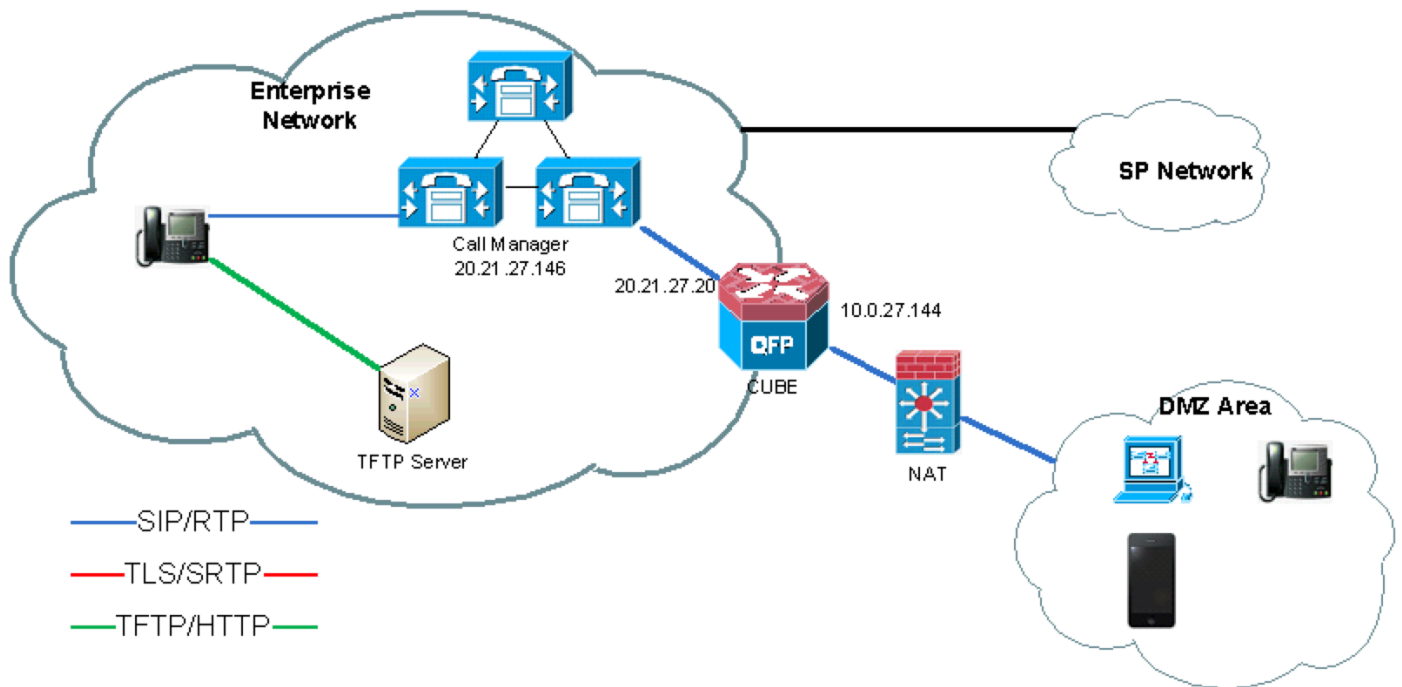 Enterprise
Network
SP Network
Call Manager
20.21.27.146
20.21.27.20
10.0.27.144
QFP
CUBE
DMZ Area
TFTP Server
NAT
SIP/RTP
TLS/SRTP
TFTP/HTTP